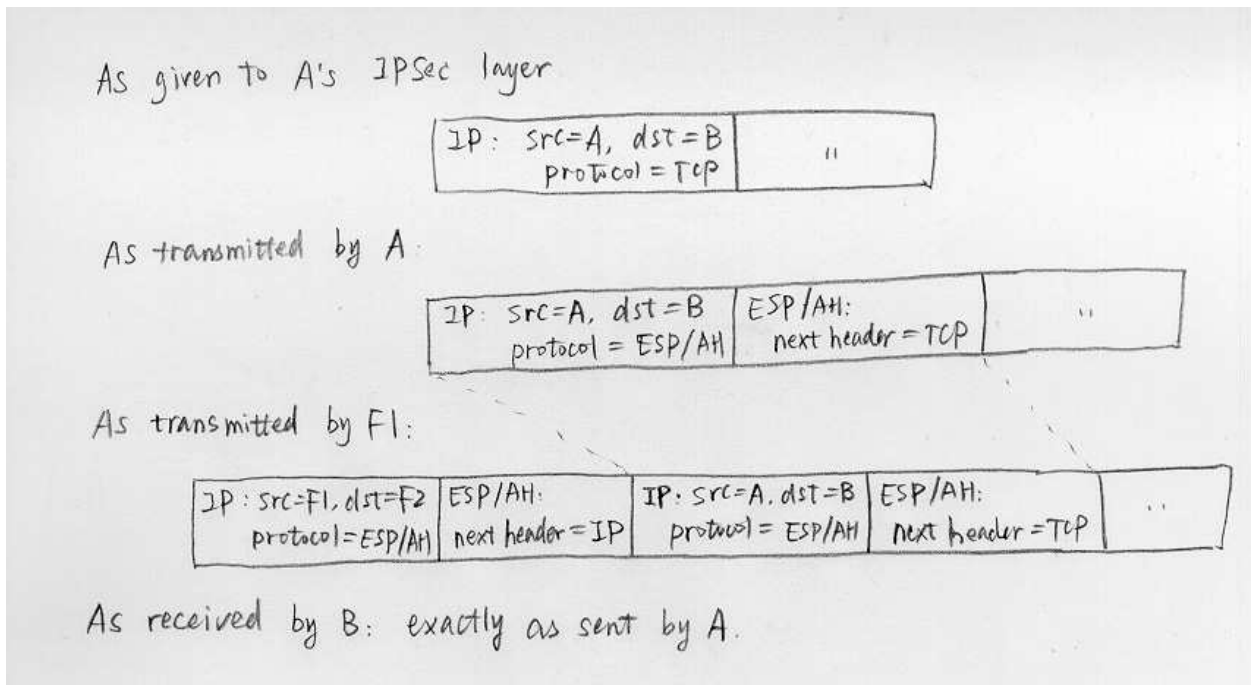 As given to A's IPSec layer
IP: src=A, dst=B
protocol = TCP
"
As transmitted by A.
IP: src=A, dst=B
protocol = ESP/AH
ESP/AH:
next header = TCP
"
As transmitted by F1:
IP: src=F1, dst=F2
protocol=ESP/AH
ESP/AH:
next header = IP
IP: src=A, dst=B
protocol = ESP/AH
ESP/AH:
next header = TCP
"
As received by B: exactly as sent by A.